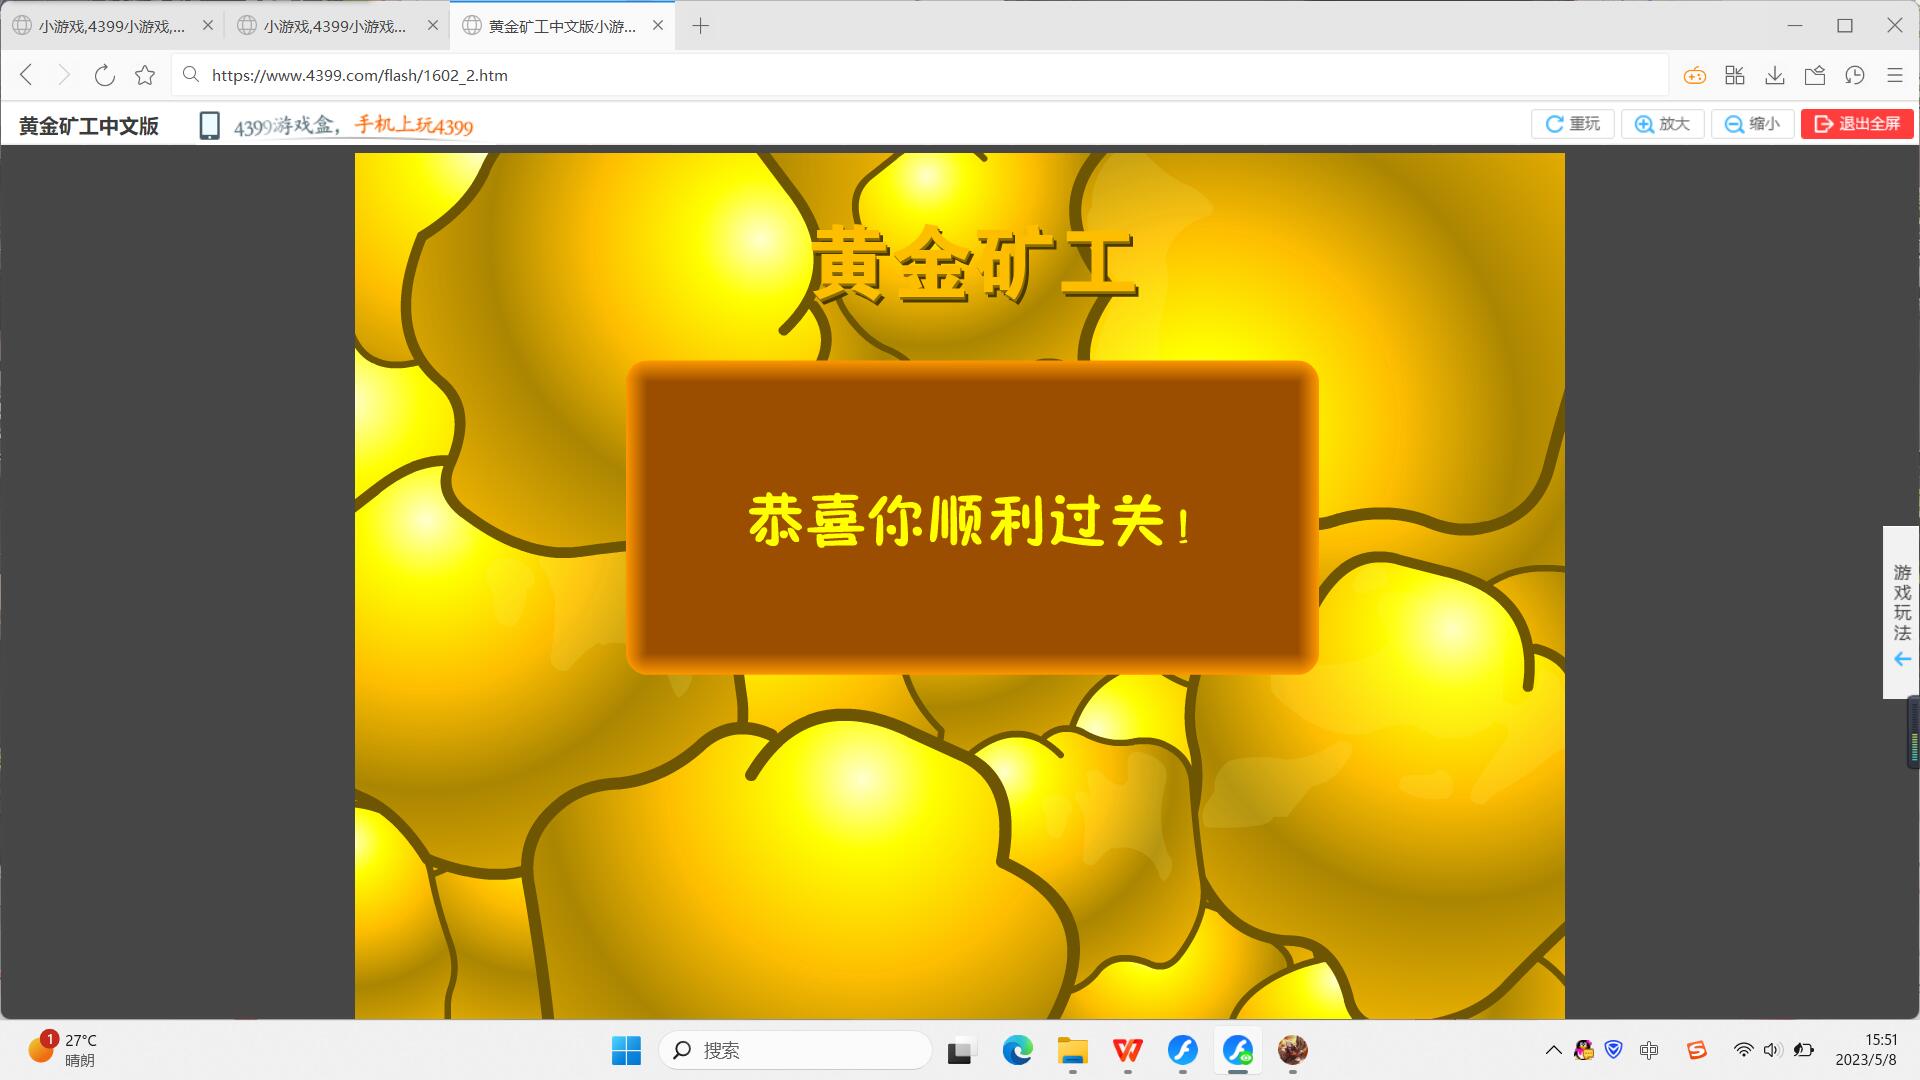 小游戏,4399小游戏,...
小游戏,4399小游戏...
黄金矿工中文版小游...
https://www.4399.com/flash/1602_2.htm
黄金矿工中文版
4399游戏盒，手机上玩4399
重玩
放大
缩小
退出全屏
黄金矿工
恭喜你顺利过关！
游戏玩法
1
27°C
晴朗
搜索
中
15:51
2023/5/8